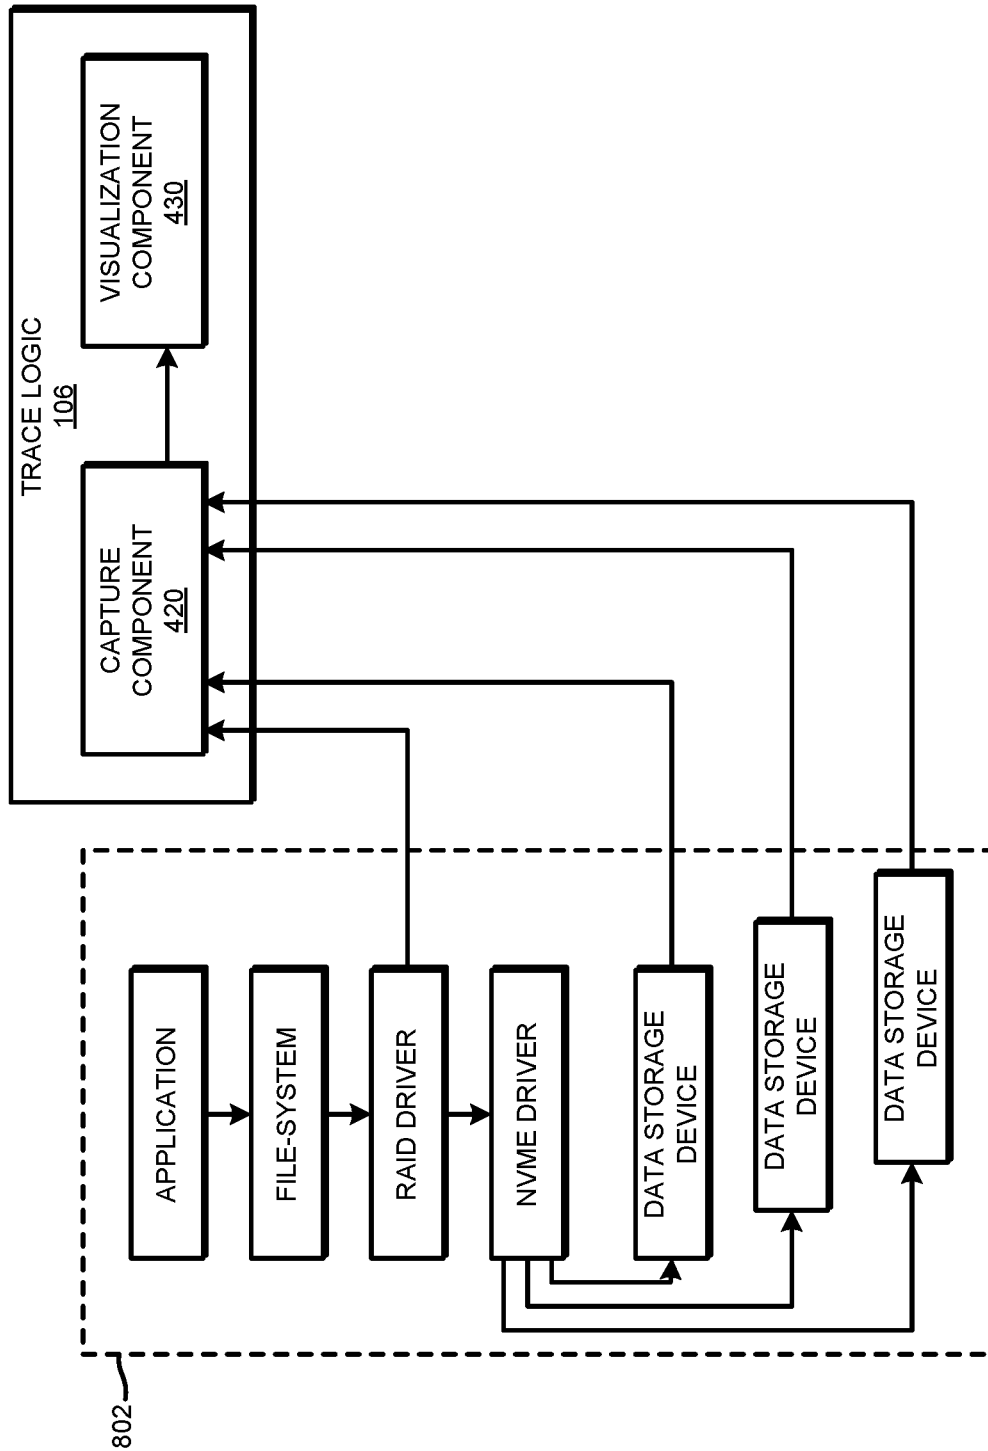 802
APPLICATION
FILE-SYSTEM
RAID DRIVER
NVME DRIVER
DATA STORAGE
DEVICE
DATA STORAGE
DEVICE
DATA STORAGE
DEVICE
TRACE LOGIC
106
CAPTURE
COMPONENT
420
VISUALIZATION
COMPONENT
430